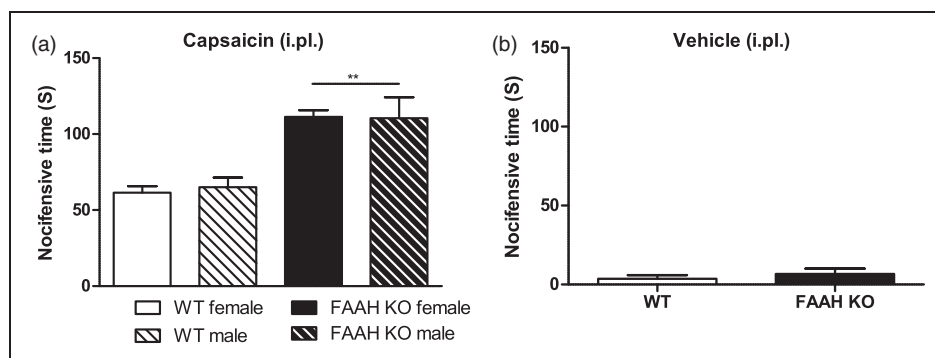 (a)
Capsaicin (i.pl.)
Nocifensive time (S)
150
100
50
0
**
WT female
FAAH KO female
WT male
FAAH KO male
(b)
Vehicle (i.pl.)
Nocifensive time (S)
150
100
50
0
WT
FAAH KO